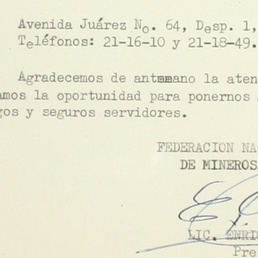 Avenida Juárez No. 64, Desp. 1,
Teléfonos: 21-16-10 y 21-18-49.
Agradecemos de antemano la aten
amos la oportunidad para ponernos
gos y seguros servidores.
FEDERACION NA
DE MINEROS
LIC. ENRI
Pre